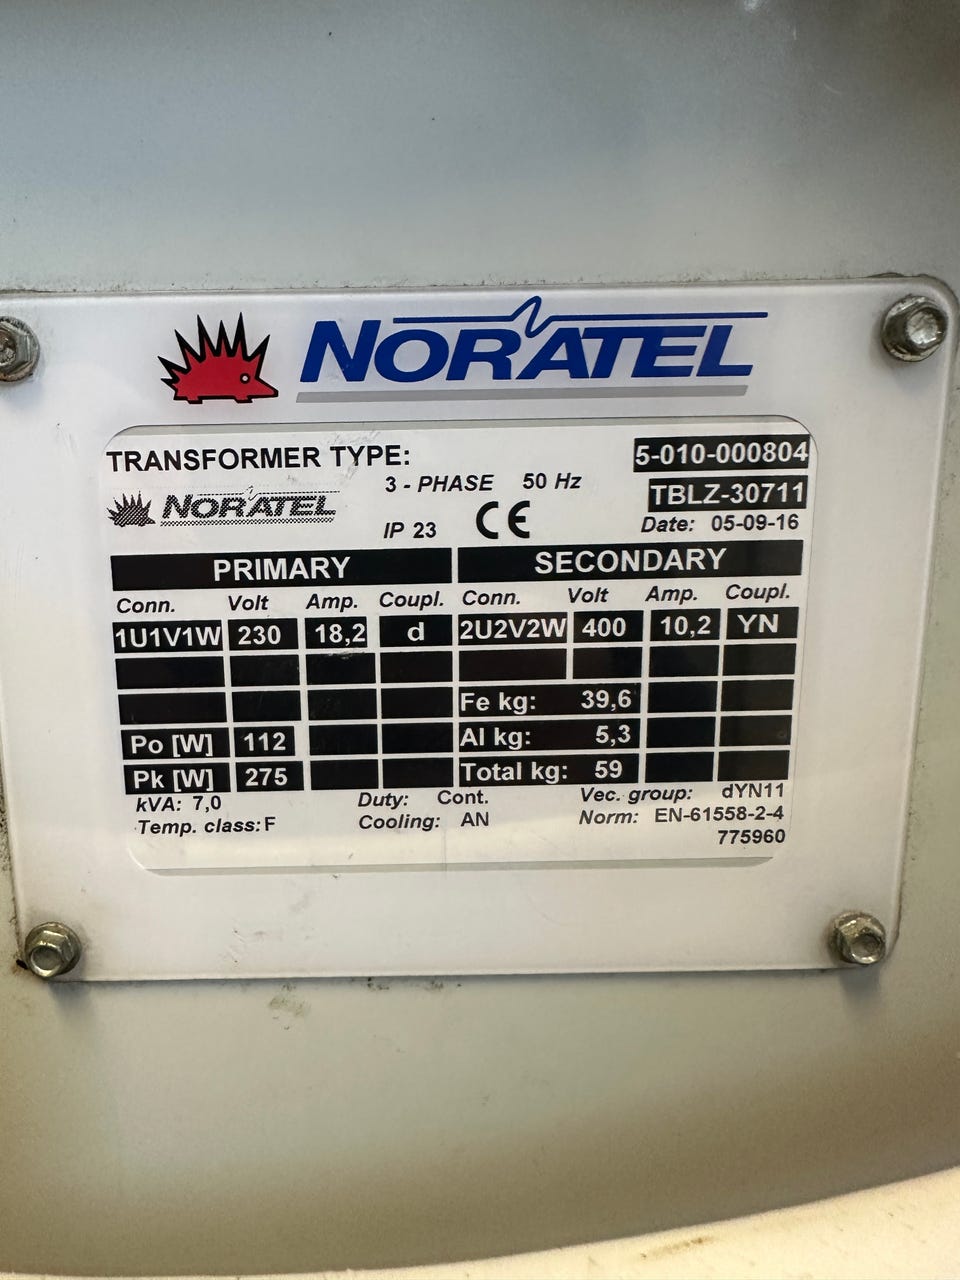 NORATEL
TRANSFORMER TYPE: 5-010-000804
3 - PHASE 50 Hz TBLZ-30711
NORATEL
IP 23 CE Date: 05-09-16
PRIMARY SECONDARY
Conn. Volt Amp. Coupl. Conn. Volt Amp. Coupl.
1U1V1W 230 18,2 d 2U2V2W 400 10,2 YN
Fe kg: 39,6
Po [W] 112 Al kg: 5,3
Pk [W] 275 Total kg: 59
kVA: 7,0 Duty: Cont. Vec. group: dYN11
Temp. class: F Cooling: AN Norm: EN-61558-2-4
775960